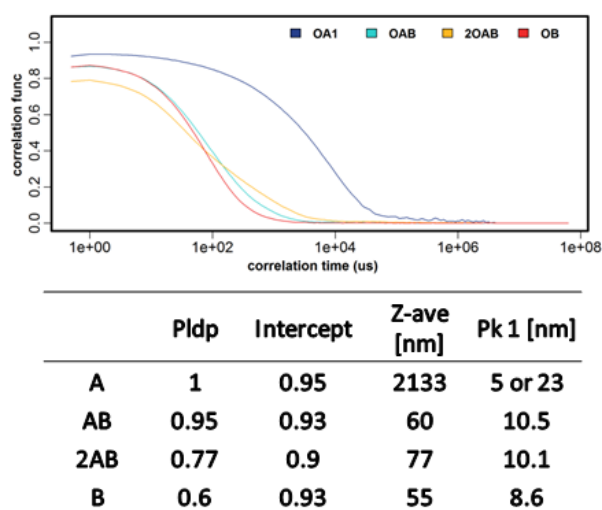 OA1 OAB 2OAB OB
correlation func
0.0 0.2 0.4 0.6 0.8 1.0
1e+00 1e+02 1e+04 1e+06 1e+08
correlation time (us)
PIdp Intercept Z-ave [nm] Pk 1 [nm]
A 1 0.95 2133 5 or 23
AB 0.95 0.93 60 10.5
2AB 0.77 0.9 77 10.1
B 0.6 0.93 55 8.6